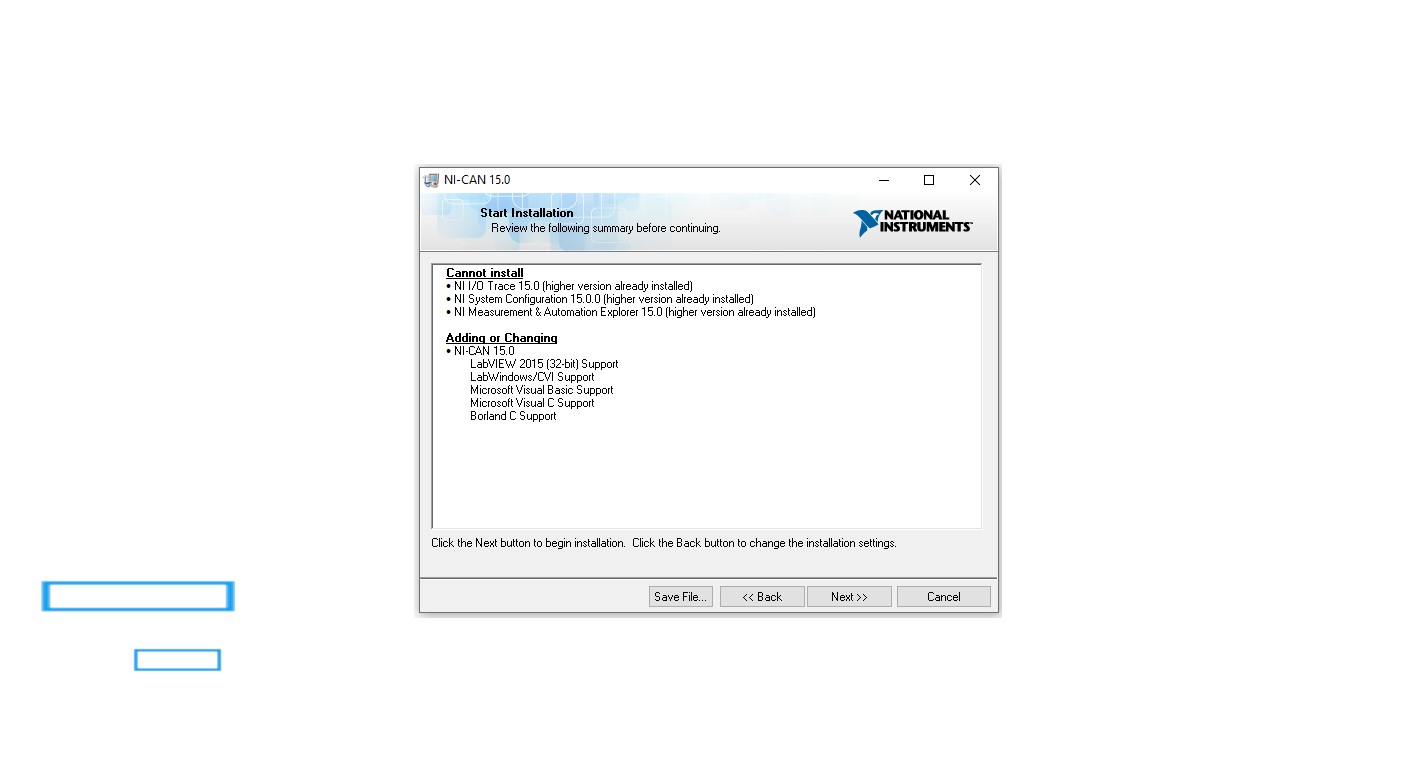 NI-CAN 15.0
Start Installation
Review the following summary before continuing.
NATIONAL
INSTRUMENTS™
Cannot install
• NI I/O Trace 15.0 (higher version already installed)
• NI System Configuration 15.0.0 (higher version already installed)
• NI Measurement & Automation Explorer 15.0 (higher version already installed)
Adding or Changing
• NI-CAN 15.0
LabVIEW 2015 (32-bit) Support
LabWindows/CVI Support
Microsoft Visual Basic Support
Microsoft Visual C Support
Borland C Support
Click the Next button to begin installation. Click the Back button to change the installation settings.
Save File... << Back Next >> Cancel